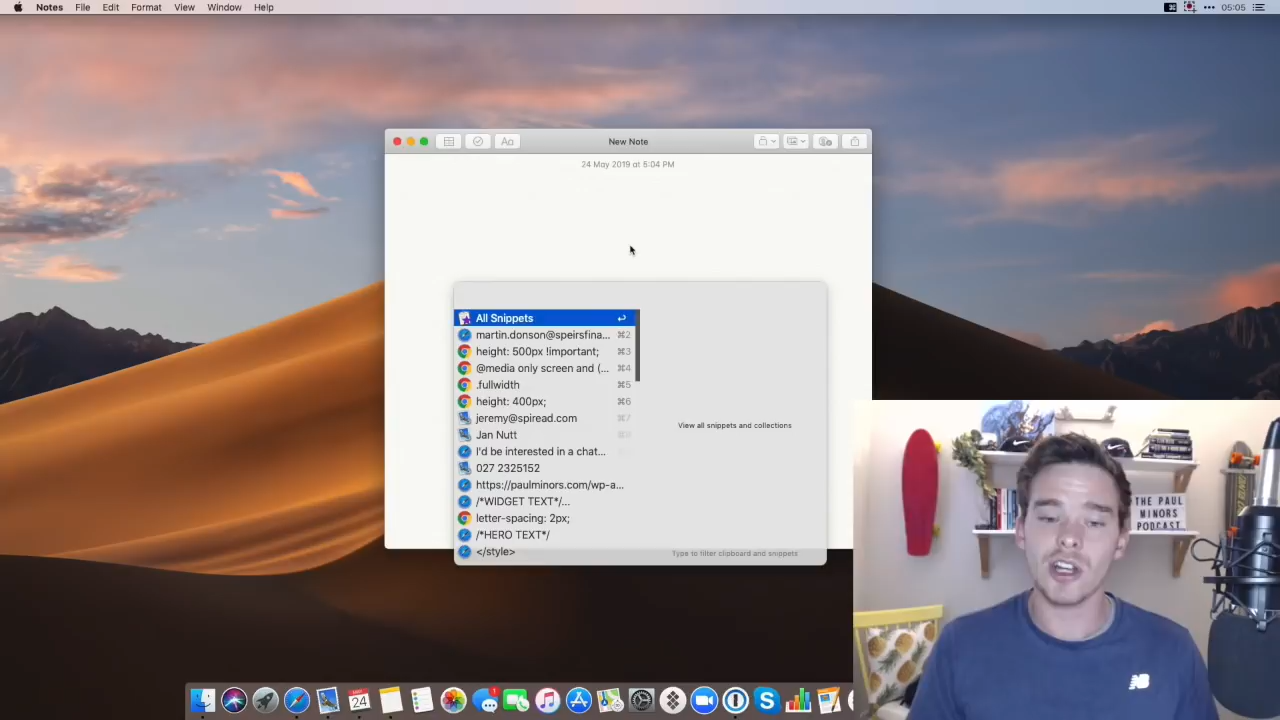 Notes File Edit Format View Window Help 05:05
New Note
Aa
24 May 2019 at 5:04 PM
All Snippets
martin.donson@speirsfina... ⌘2
height: 500px !important; ⌘3
@media only screen and (... ⌘4
.fullwidth ⌘5
height: 400px; ⌘6
jeremy@spiread.com ⌘7
Jan Nutt
I'd be interested in a chat...
027 2325152
https://paulminors.com/wp-a...
/*WIDGET TEXT*/...
letter-spacing: 2px;
/*HERO TEXT*/
</style>
View all snippets and collections
Type to filter clipboard and snippets
THE PAUL
MINORS
PODCAST
MAY
24
1